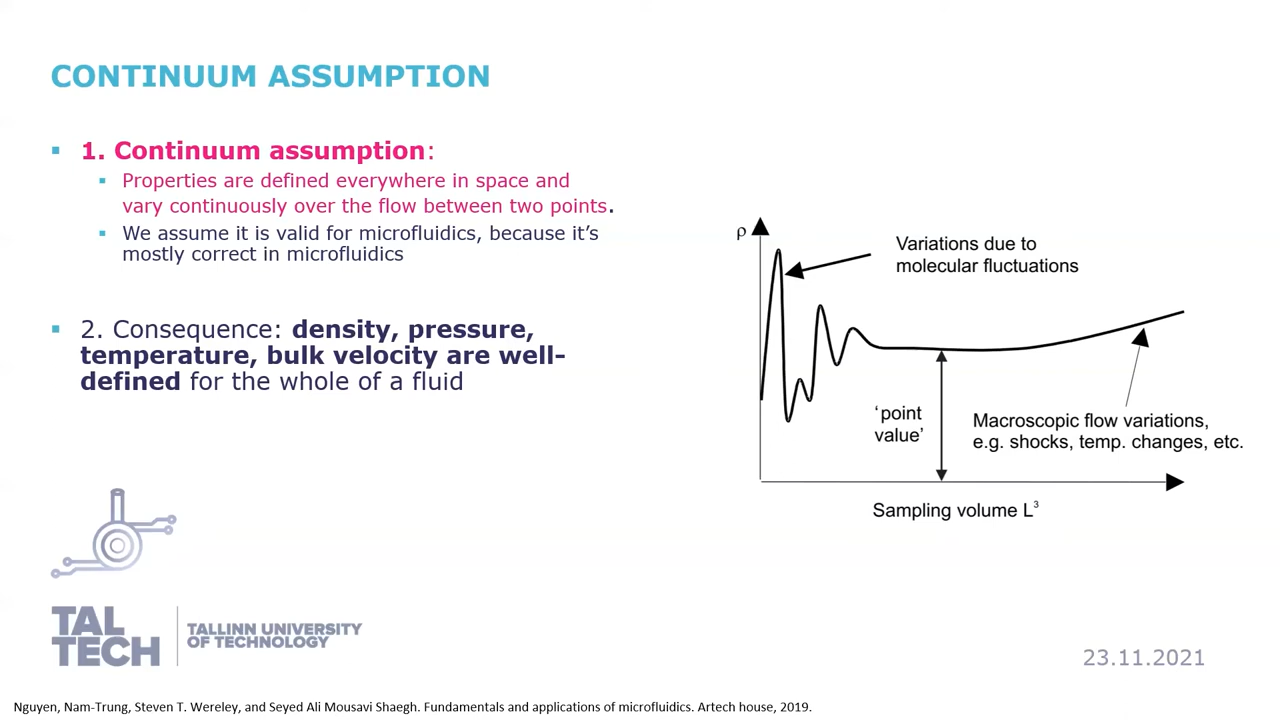 CONTINUUM ASSUMPTION
1. Continuum assumption:
Properties are defined everywhere in space and
vary continuously over the flow between two points.
We assume it is valid for microfluidics, because it’s
mostly correct in microfluidics
2. Consequence: density, pressure,
temperature, bulk velocity are well-
defined for the whole of a fluid
ρ
Variations due to
molecular fluctuations
‘point
value’
Macroscopic flow variations,
e.g. shocks, temp. changes, etc.
Sampling volume L³
TAL
TECH
TALLINN UNIVERSITY
OF TECHNOLOGY
23.11.2021
Nguyen, Nam-Trung, Steven T. Wereley, and Seyed Ali Mousavi Shaegh. Fundamentals and applications of microfluidics. Artech house, 2019.